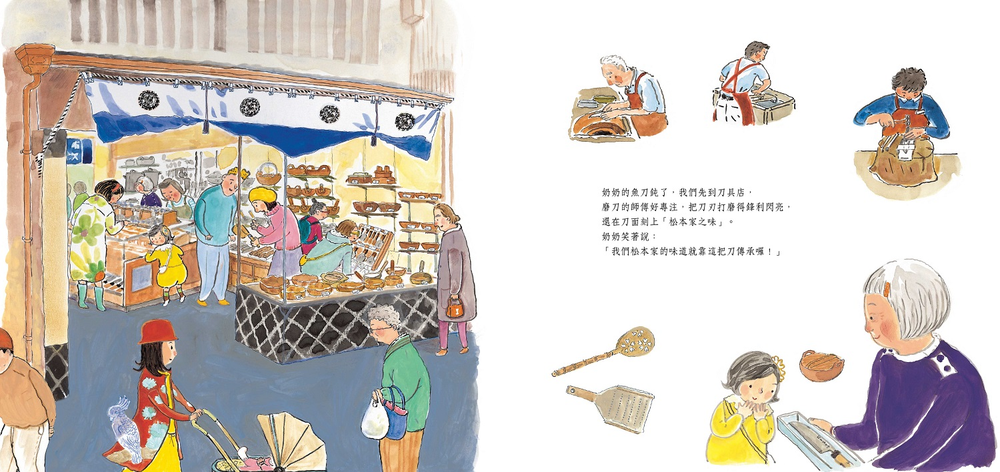 奶奶的魚刀鈍了，我們先到刀具店，
磨刀的師傅好專注，把刀刃打磨得鋒利閃亮，
還在刀面刻上「松本家之味」。
奶奶笑著說：
「我們松本家的味道就靠這把刀傳承囉！」